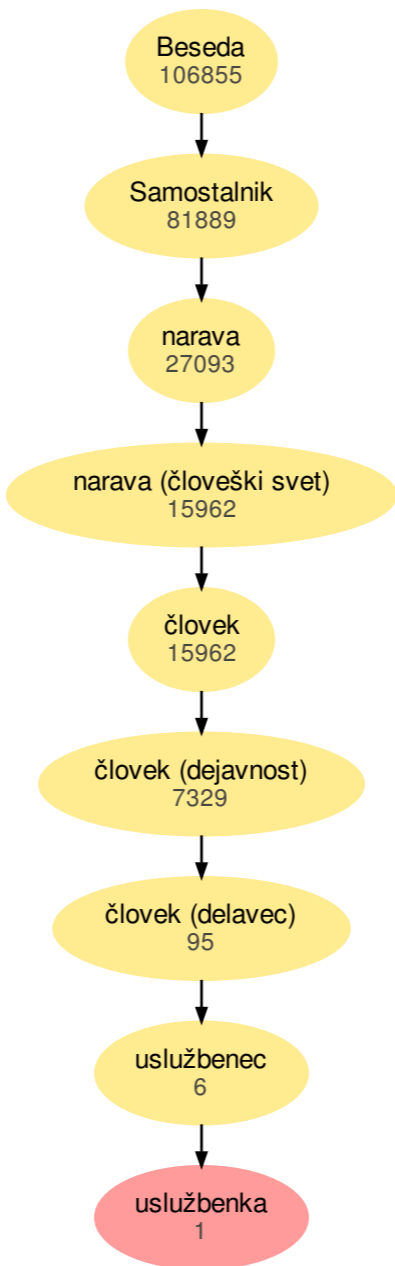 Beseda
106855
Samostalnik
81889
narava
27093
narava (človeški svet)
15962
človek
15962
človek (dejavnost)
7329
človek (delavec)
95
uslužbenec
6
uslužbenka
1